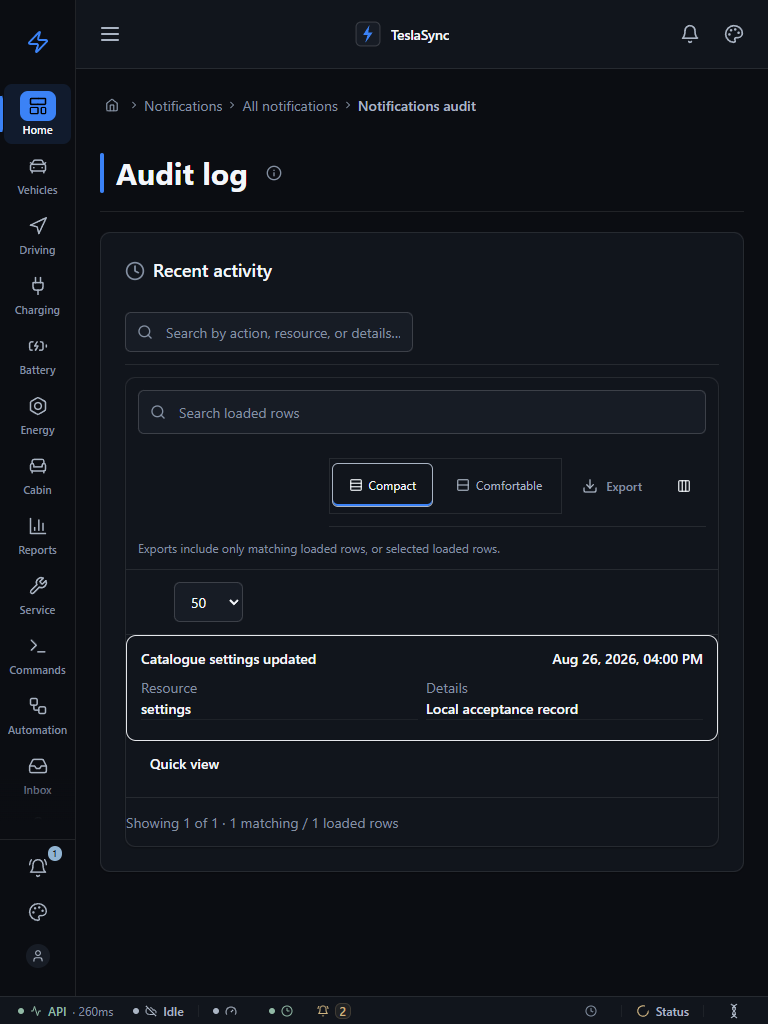 TeslaSync
Home
Vehicles
Driving
Charging
Battery
Energy
Cabin
Reports
Service
Commands
Automation
Inbox
1
Notifications > All notifications > Notifications audit
Audit log
Recent activity
Search by action, resource, or details...
Search loaded rows
Compact Comfortable Export
Exports include only matching loaded rows, or selected loaded rows.
50
Catalogue settings updated Aug 26, 2026, 04:00 PM
Resource Details
settings Local acceptance record
Quick view
Showing 1 of 1 · 1 matching / 1 loaded rows
API · 260ms Idle 2 Status